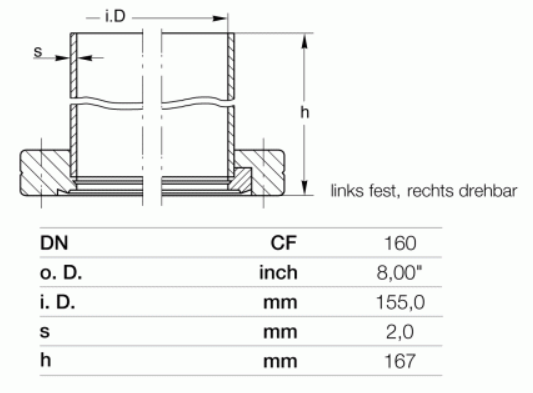 i.D
s
h
links fest, rechts drehbar
DN CF 160
o. D. inch 8,00"
i. D. mm 155,0
s mm 2,0
h mm 167